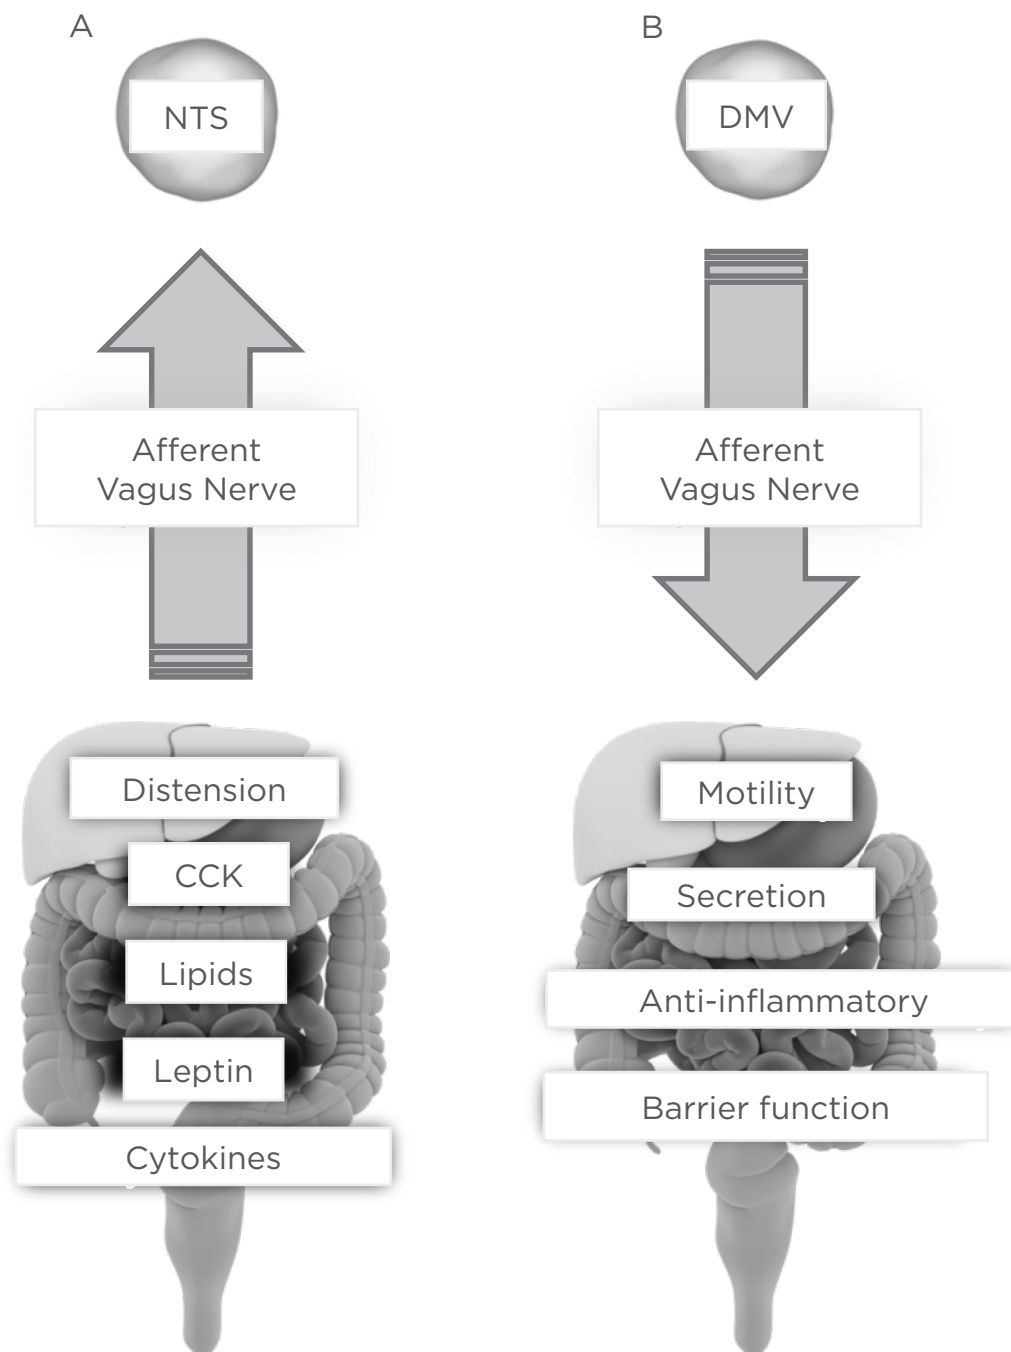 A
NTS
Afferent
Vagus Nerve
Distension
CCK
Lipids
Leptin
Cytokines
B
DMV
Afferent
Vagus Nerve
Motility
Secretion
Anti-inflammatory
Barrier function